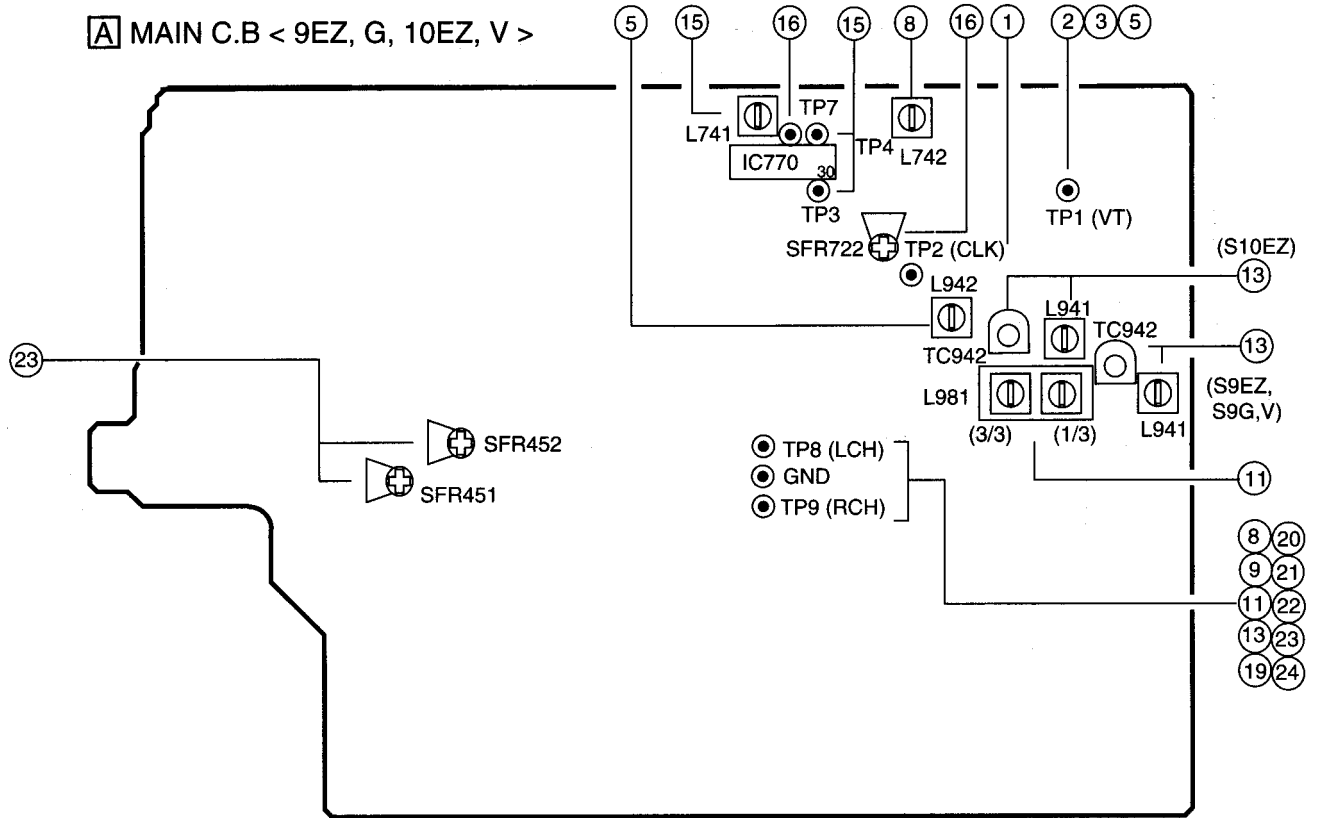 A MAIN C.B < 9EZ, G, 10EZ, V >
5 15 16 15 8 16 1 2 3 5
L741
TP7
TP4
L742
IC770
30
TP3
TP1 (VT)
SFR722
TP2 (CLK)
(S10EZ)
13
L942
L941
TC942
TC942
13
(S9EZ,
S9G,V)
23
L981
(3/3)
(1/3)
L941
SFR452
SFR451
TP8 (LCH)
GND
TP9 (RCH)
11
8 20
9 21
11 22
13 23
19 24